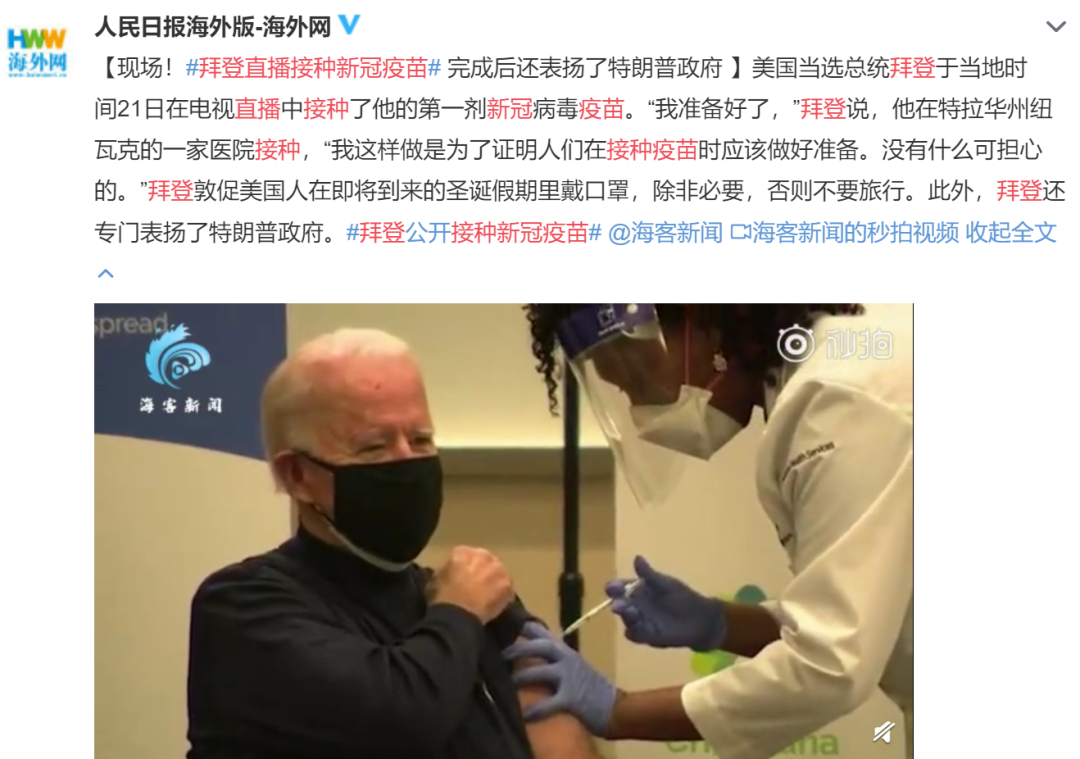 人民日报海外版-海外网
HWW
海外网
【现场！#拜登直播接种新冠疫苗# 完成后还表扬了特朗普政府 】美国当选总统拜登于当地时
间21日在电视直播中接种了他的第一剂新冠病毒疫苗。“我准备好了，”拜登说，他在特拉华州纽
瓦克的一家医院接种，“我这样做是为了证明人们在接种疫苗时应该做好准备。没有什么可担心
的。”拜登敦促美国人在即将到来的圣诞假期里戴口罩，除非必要，否则不要旅行。此外，拜登还
专门表扬了特朗普政府。#拜登公开接种新冠疫苗# @海客新闻 海客新闻的秒拍视频 收起全文
spread
海客新闻
秒拍
Health Services